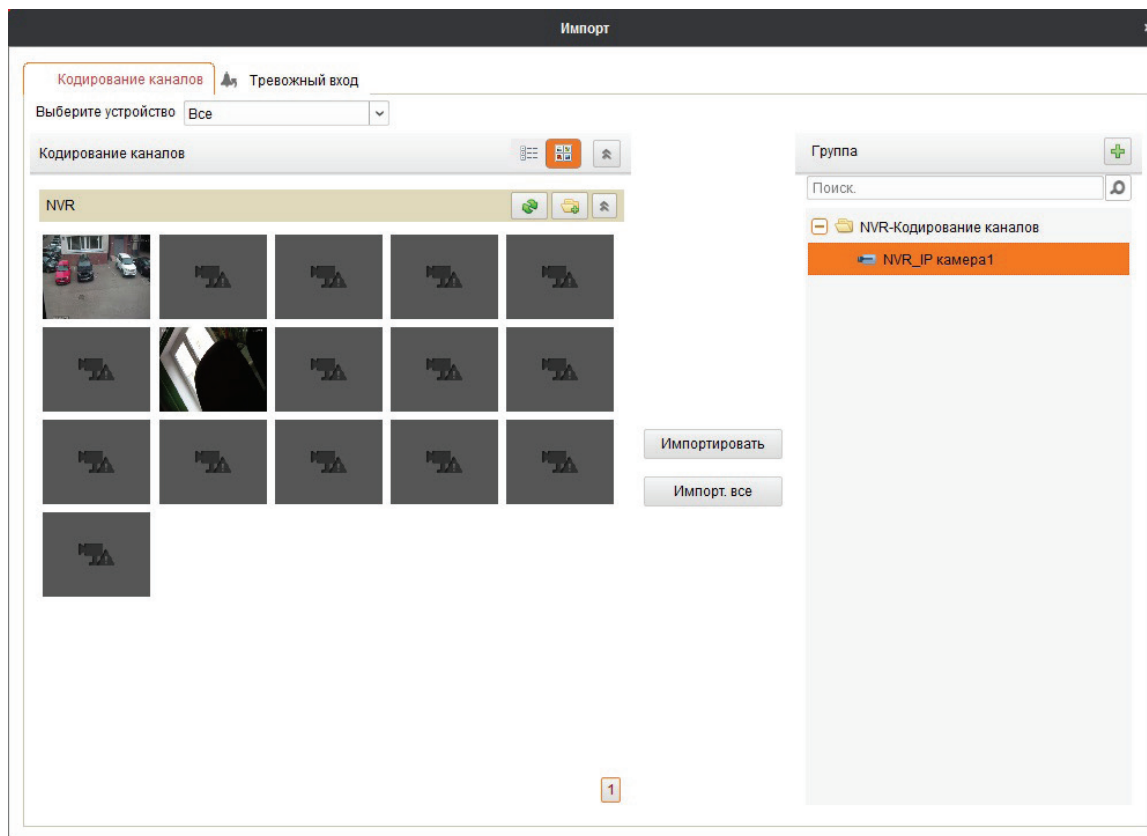 Импорт
Кодирование каналов
Тревожный вход
Выберите устройство Все
Кодирование каналов
NVR
Импортировать
Импорт. все
1
Группа
Поиск.
NVR-Кодирование каналов
NVR_IP камера1